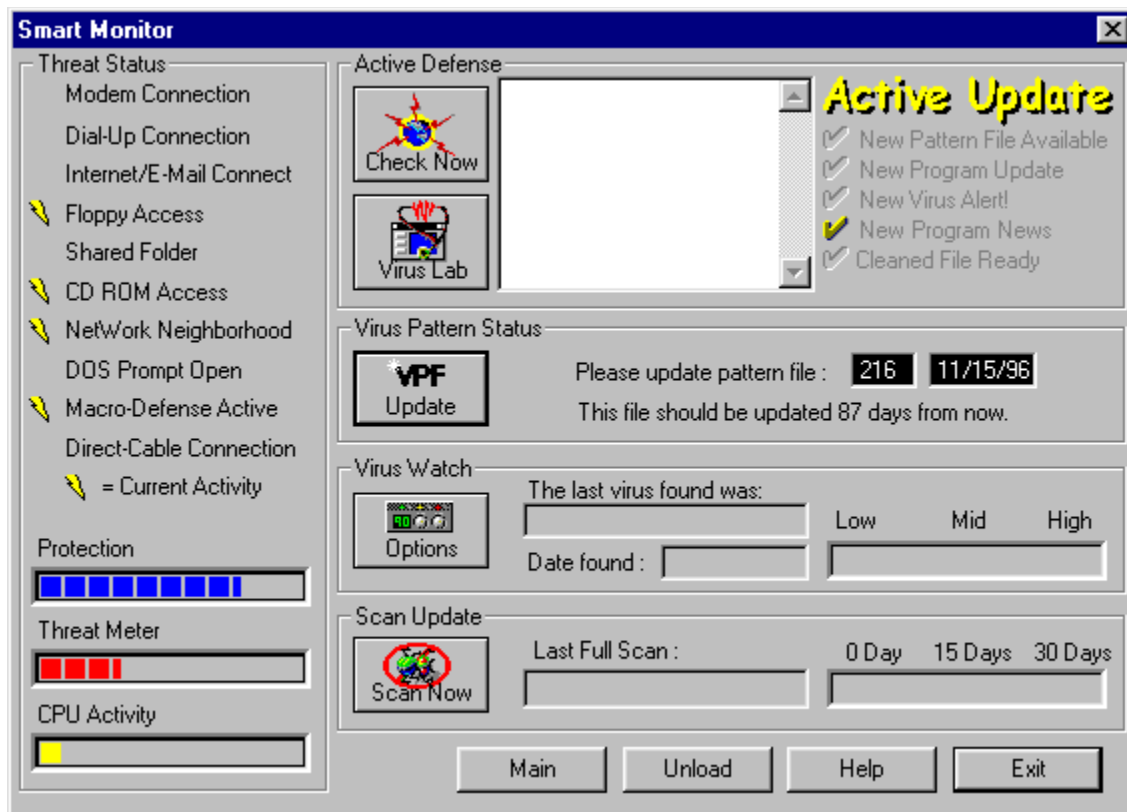 Smart Monitor
Threat Status
Modem Connection
Dial-Up Connection
Internet/E-Mail Connect
Floppy Access
Shared Folder
CD ROM Access
NetWork Neighborhood
DOS Prompt Open
Macro-Defense Active
Direct-Cable Connection
= Current Activity
Protection
Threat Meter
CPU Activity
Active Defense
Check Now
Virus Lab
Active Update
New Pattern File Available
New Program Update
New Virus Alert!
New Program News
Cleaned File Ready
Virus Pattern Status
VPF
Update
Please update pattern file : 216 11/15/96
This file should be updated 87 days from now.
Virus Watch
90
Options
The last virus found was:
Date found :
Low Mid High
Scan Update
Scan Now
Last Full Scan :
0 Day 15 Days 30 Days
Main Unload Help Exit